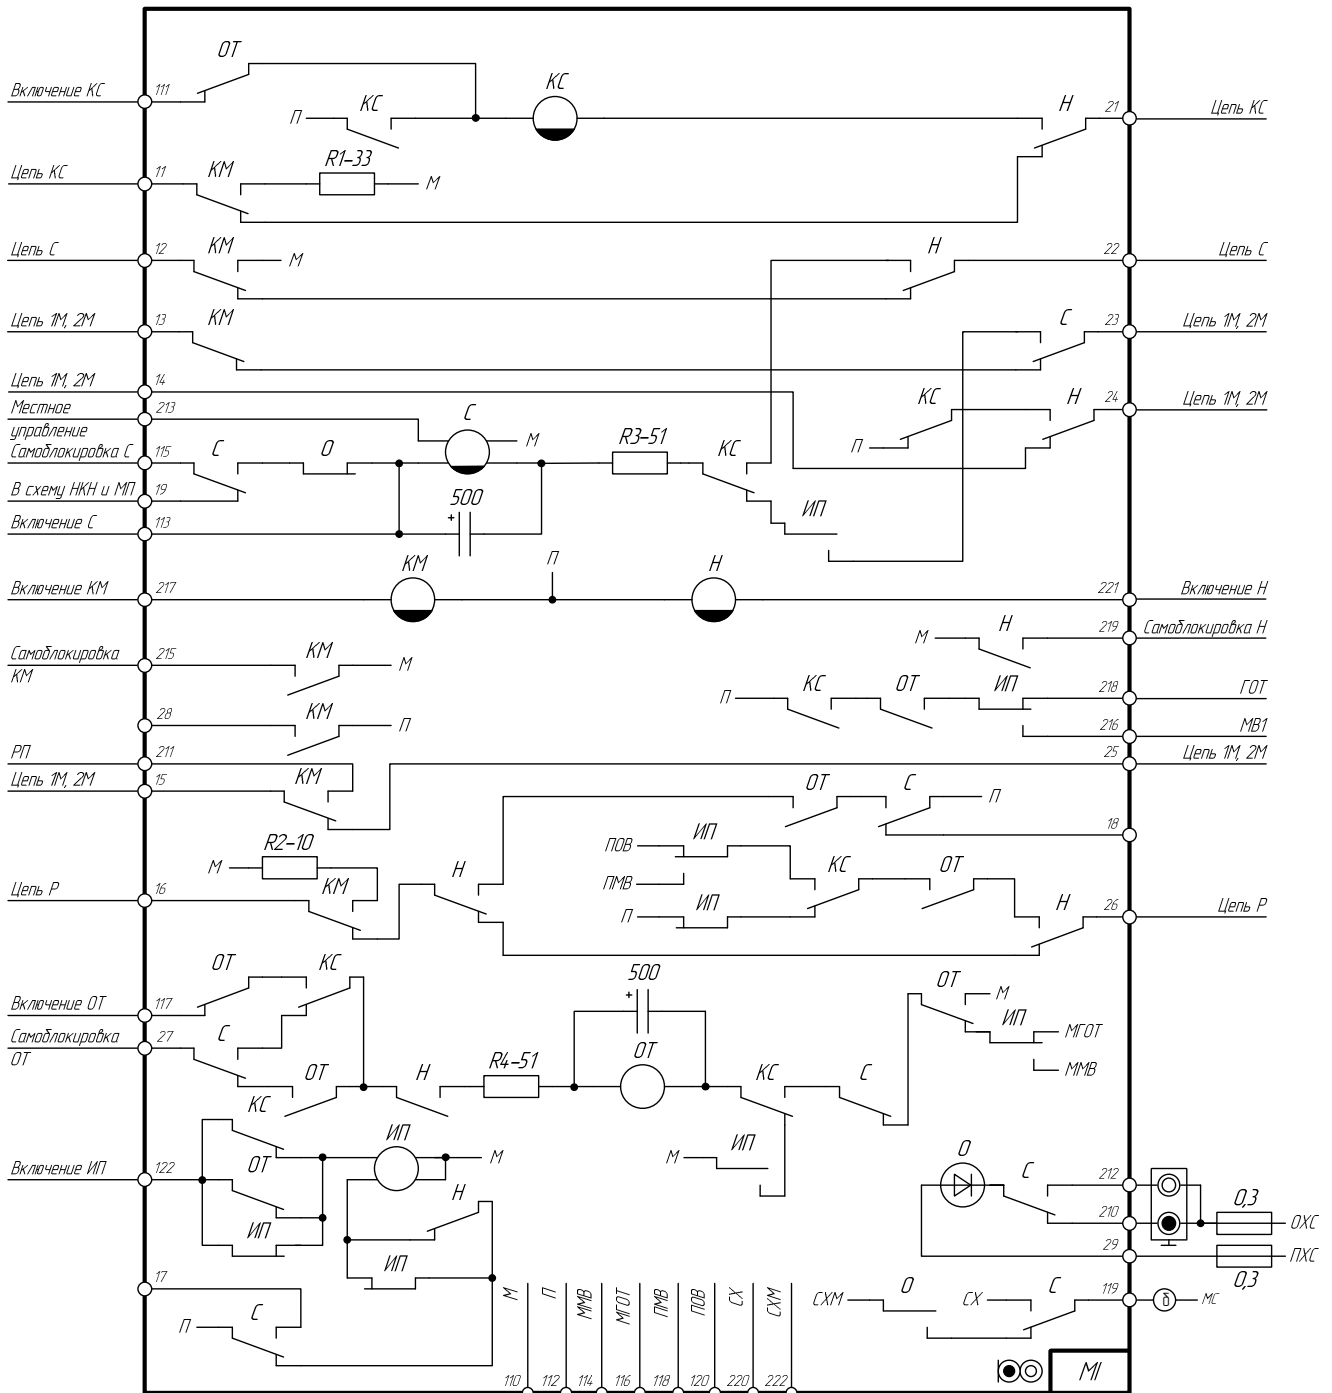 ОТ
Включение КС
111
КС
П
КС
Н
21
Цепь КС
Цепь КС
11
КМ
R1-33
М
Цепь С
12
КМ
М
Н
22
Цепь С
Цепь 1М, 2М
13
КМ
С
23
Цепь 1М, 2М
Цепь 1М, 2М
14
КС
Н
24
Цепь 1М, 2М
П
Местное
управление
213
С
М
Самоблокировка С
115
С
О
R3-51
КС
В схему НКН и МП
19
Включение С
113
+
500
ИП
Включение КМ
217
КМ
П
Н
221
Включение Н
М
Н
219
Самоблокировка Н
Самоблокировка
КМ
215
КМ
М
П
КС
ОТ
ИП
218
ГОТ
28
КМ
П
216
МВ1
РП
211
25
Цепь 1М, 2М
Цепь 1М, 2М
15
КМ
ОТ
С
П
18
М
R2-10
ПОВ
ИП
КС
ОТ
ПМВ
Цепь Р
16
КМ
Н
П
ИП
Н
26
Цепь Р
ОТ
КС
500
+
ОТ
М
Включение ОТ
117
ИП
МГОТ
ММВ
Самоблокировка
ОТ
27
С
ОТ
Н
R4-51
ОТ
КС
С
КС
ИП
М
ИП
М
Включение ИП
122
ОТ
Н
О
С
212
ИП
210
0,3
ОХС
ИП
29
0,3
ПХС
17
С
П
М
П
ММВ
МГОТ
ПМВ
ПОВ
СХ
СХМ
СХМ
О
СХ
С
119
δ
МС
110
112
114
116
118
120
220
222
МI